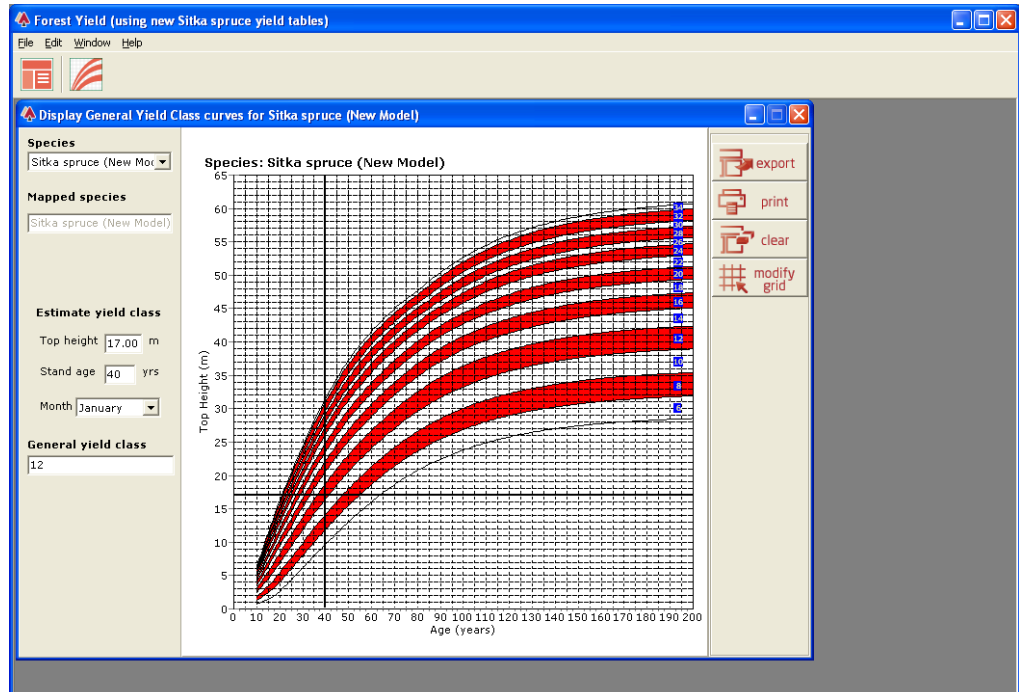 Forest Yield (using new Sitka spruce yield tables)
File Edit Window Help
Display General Yield Class curves for Sitka spruce (New Model)
Species
Sitka spruce (New Mo
Mapped species
Sitka spruce (New Model)
Estimate yield class
Top height 17.00 m
Stand age 40 yrs
Month January
General yield class
12
Species: Sitka spruce (New Model)
65
60
55
50
45
40
35
30
25
20
15
10
5
0
Top Height (m)
34
32
30
28
26
24
22
20
18
16
14
12
10
8
6
0 10 20 30 40 50 60 70 80 90 100 110 120 130 140 150 160 170 180 190 200
Age (years)
export
print
clear
modify
grid